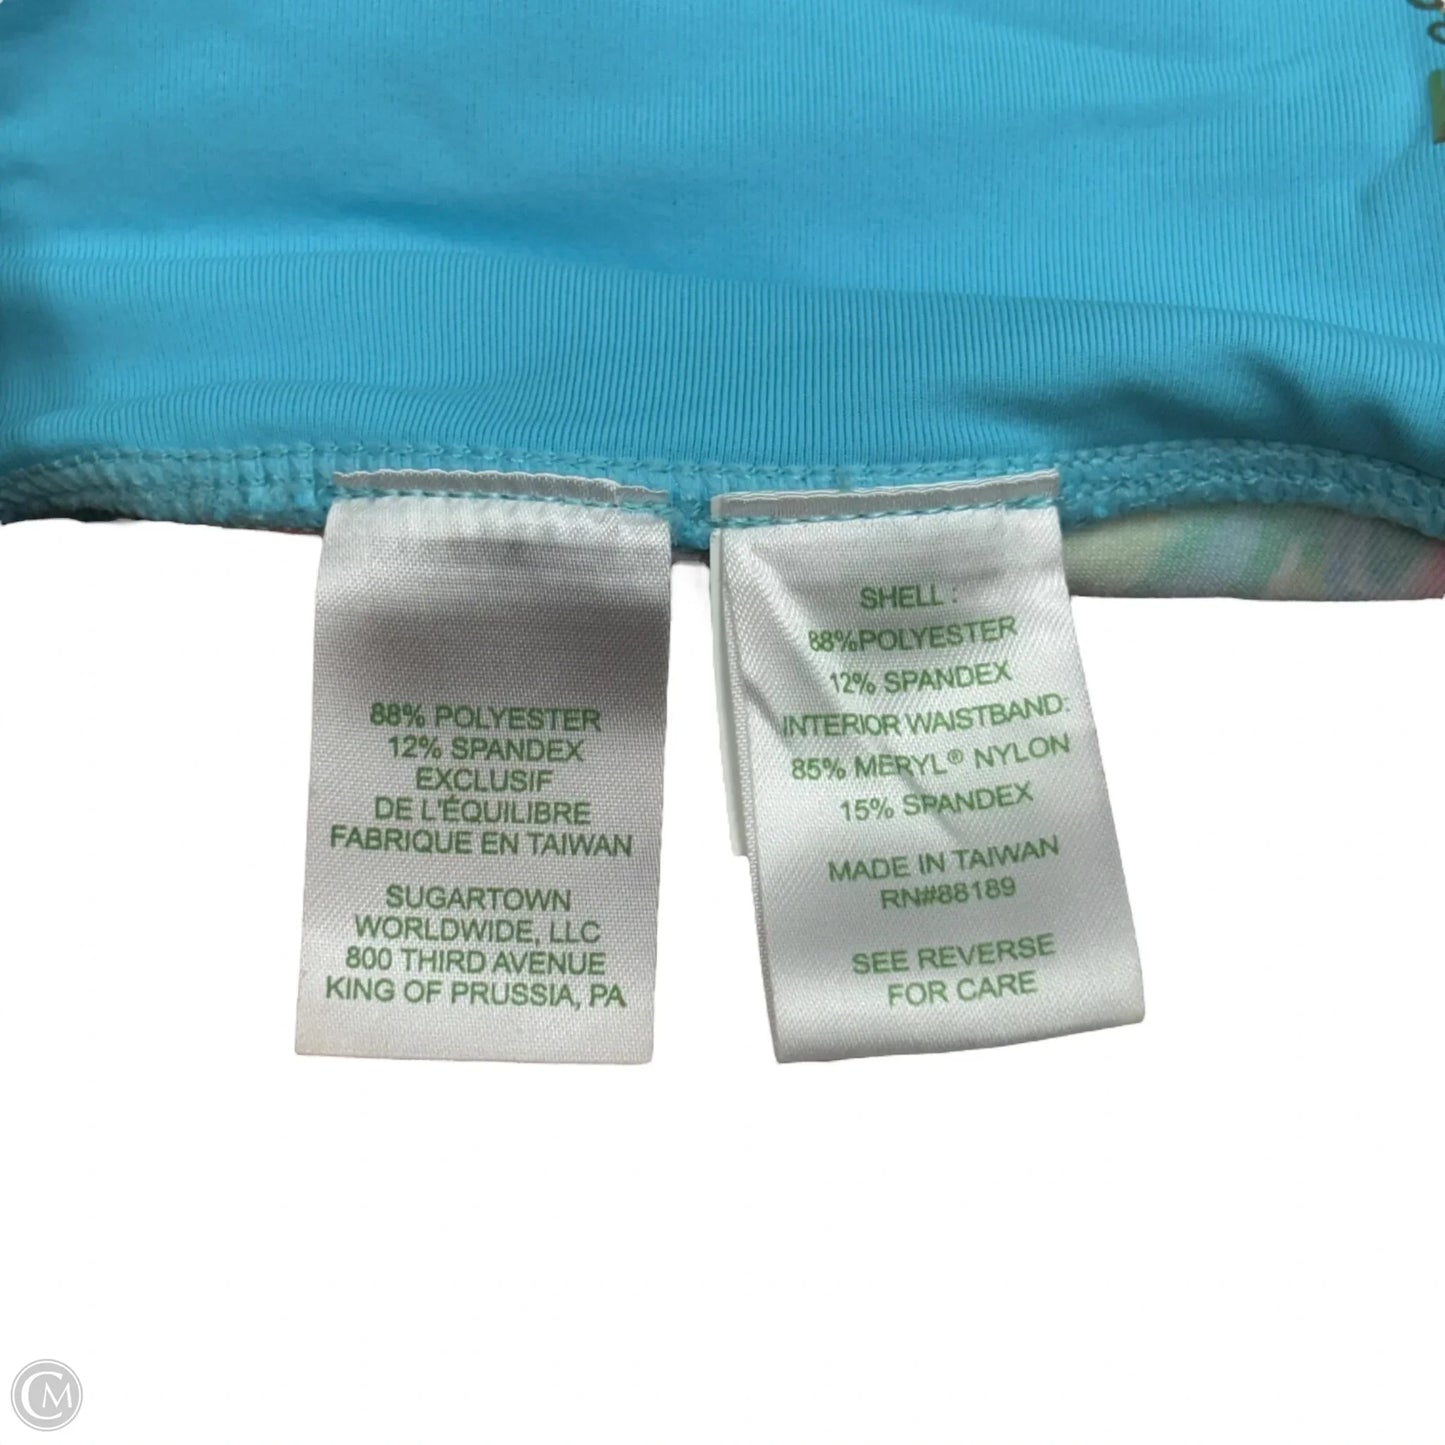 88% POLYESTER
12% SPANDEX
EXCLUSIF
DE L'ÉQUILIBRE
FABRIQUE EN TAIWAN
SUGARTOWN
WORLDWIDE, LLC
800 THIRD AVENUE
KING OF PRUSSIA, PA
SHELL :
88%POLYESTER
12% SPANDEX
INTERIOR WAISTBAND:
85% MERYL® NYLON
15% SPANDEX
MADE IN TAIWAN
RN#88189
SEE REVERSE
FOR CARE
CM